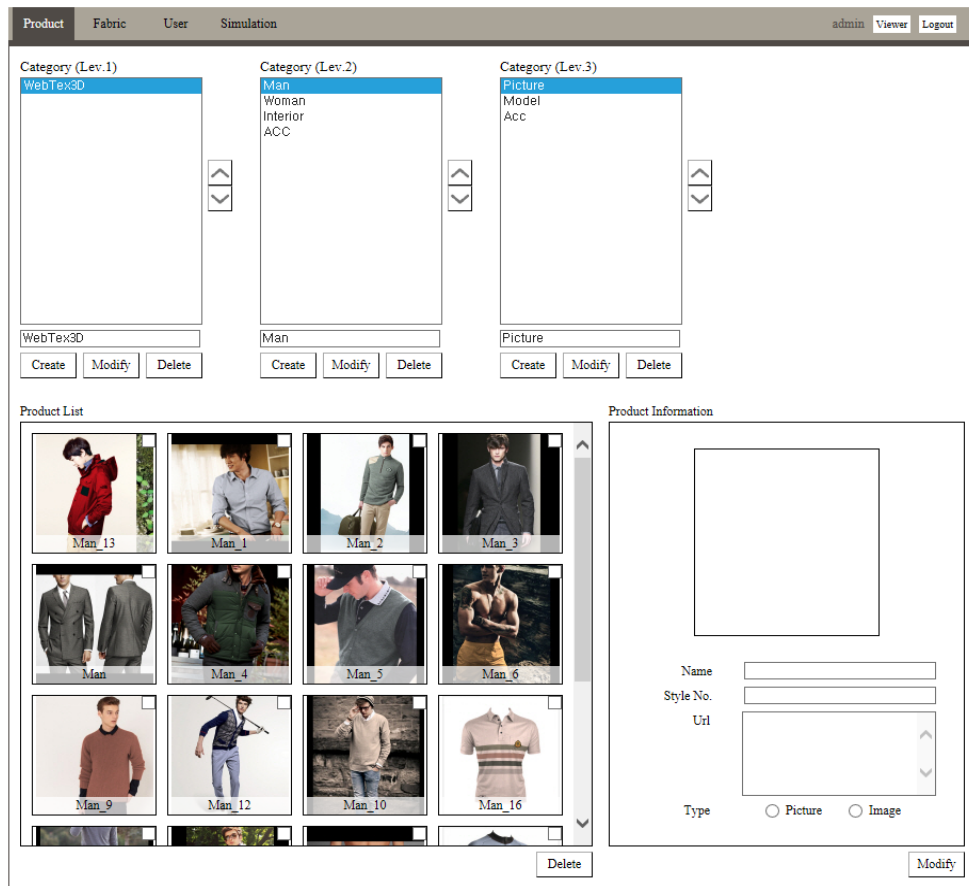 Product Fabric User Simulation admin Viewer Logout
Category (Lev.1) Category (Lev.2) Category (Lev.3)
WebTex3D Man Picture
Woman Model
Interior Acc
ACC
WebTex3D Man Picture
Create Modify Delete Create Modify Delete Create Modify Delete
Product List Product Information
Man_13 Man_1 Man_2 Man_3
Man Man_4 Man_5 Man_6
Name
Style No.
Url
Man_9 Man_12 Man_10 Man_16
Type Picture Image
Delete Modify